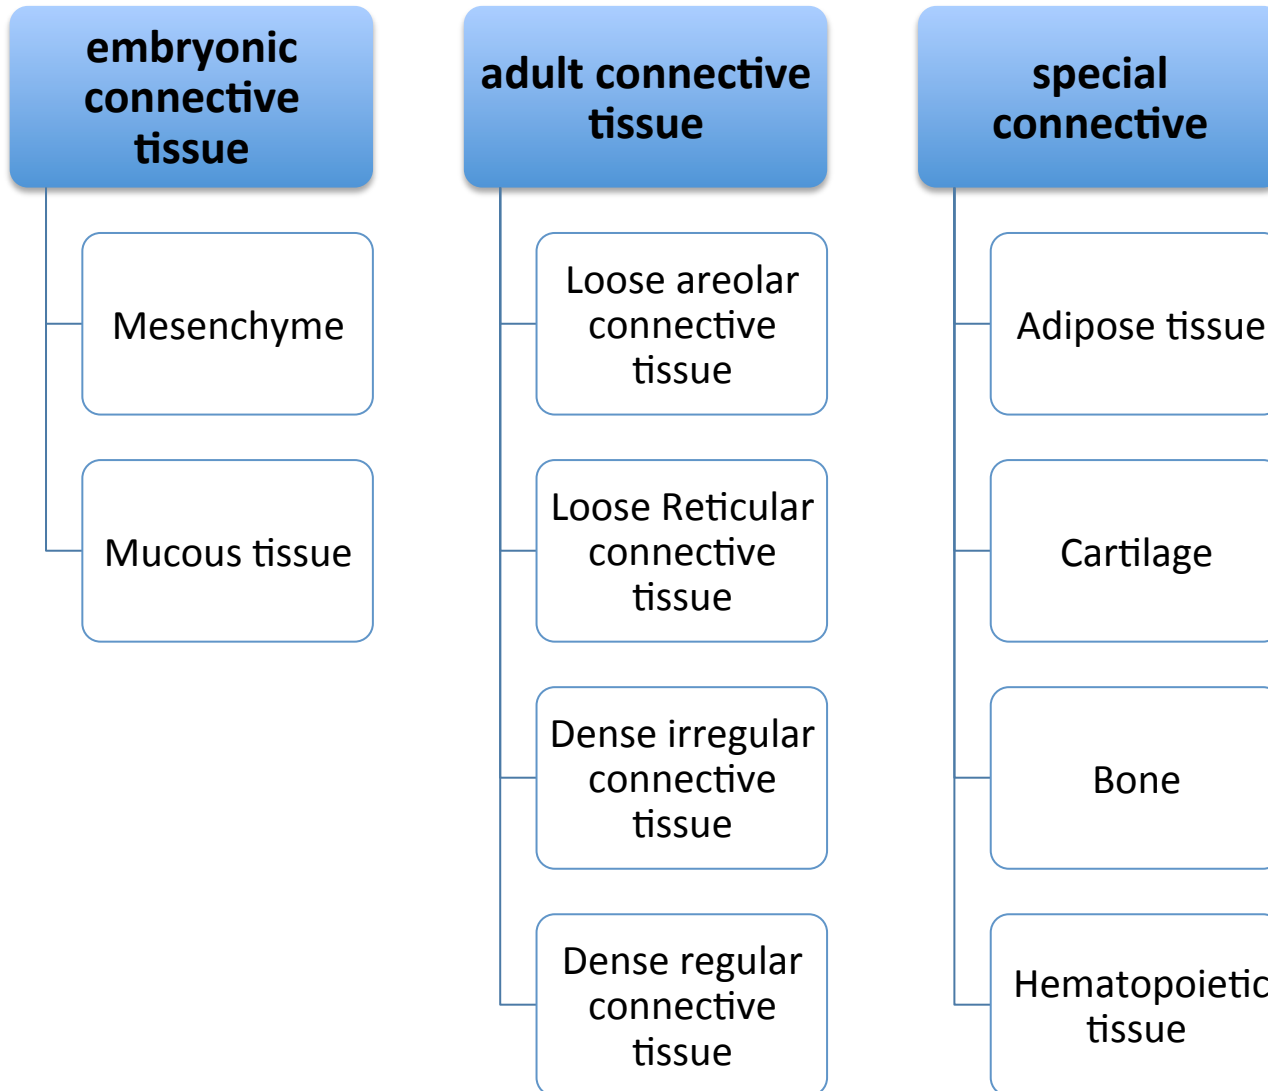 embryonic
connective
tissue
Mesenchyme
Mucous tissue
adult connective
tissue
Loose areolar
connective
tissue
Loose Reticular
connective
tissue
Dense irregular
connective
tissue
Dense regular
connective
tissue
special
connective
Adipose tissue
Cartilage
Bone
Hematopoietic
tissue